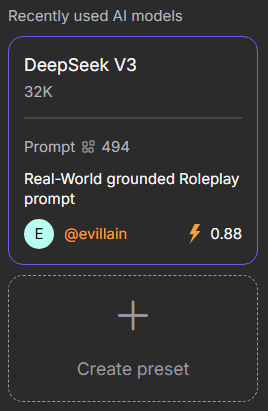 Recently used AI models
DeepSeek V3
32K
Prompt 494
Real-World grounded Roleplay
prompt
E @evillain 0.88
Create preset